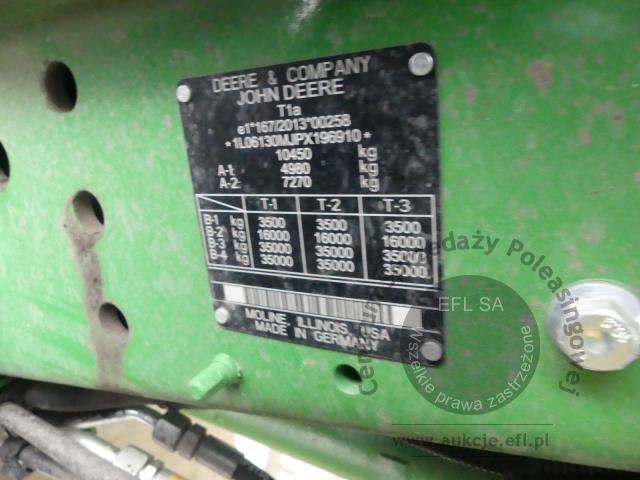 DEERE & COMPANY
JOHN DEERE
T1a
e1*167/2013*00258
*1L06130MJPX196910*
10450 kg
A-1: 4980 kg
A-2: 7270 kg
T-1 T-2 T-3
B-1 kg 3500 3500 3500
B-2 kg 16000 16000 16000
B-3 kg 35000 35000 35000
B-4 kg 35000 35000 35000
MOLINE, ILLINOIS, USA
MADE IN GERMANY
Centrum Sprzedaży Poleasingowej
EFL SA
Wszelkie prawa zastrzeżone
www.aukcje.efl.pl